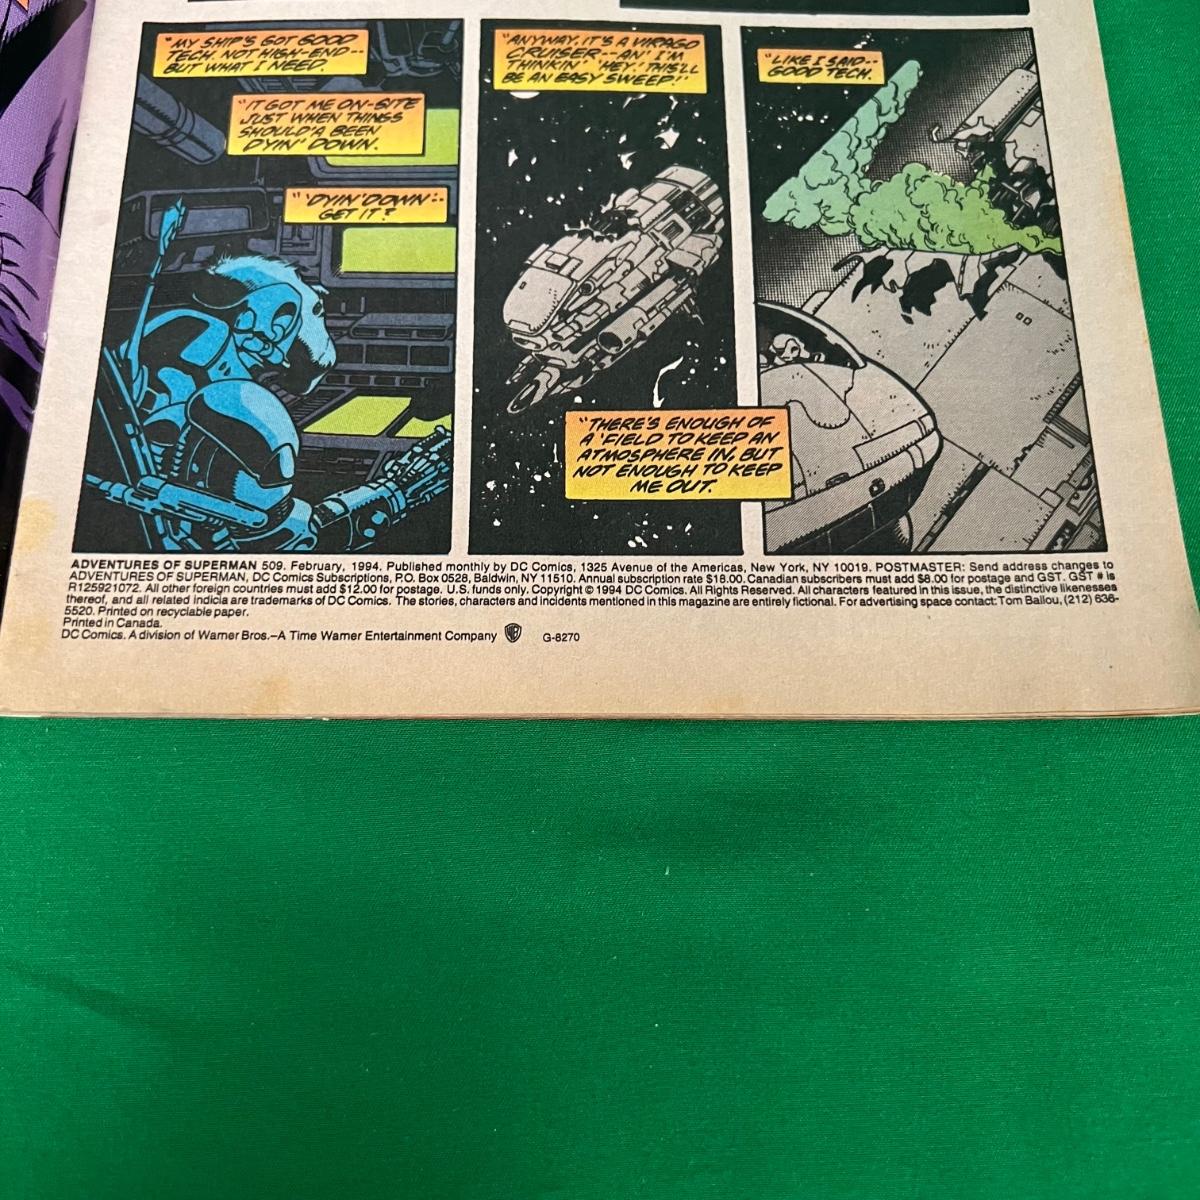 "MY SHIP'S GOT GOOD
TECH. NOT HIGH-END--
BUT WHAT I NEED.
"IT GOT ME ON-SITE
JUST WHEN THINGS
SHOULD'A BEEN
DYIN' DOWN.
"'DYIN' DOWN--
GET IT?
"ANYWAY, IT'S A VIRAGO
CRUISER--AN' I'M
THINKIN' 'HEY! THIS'LL
BE AN EASY SWEEP.'"
"LIKE I SAID--
GOOD TECH.
"THERE'S ENOUGH OF
A 'FIELD TO KEEP AN
ATMOSPHERE IN, BUT
NOT ENOUGH TO KEEP
ME OUT.
ADVENTURES OF SUPERMAN 509. February, 1994. Published monthly by DC Comics, 1325 Avenue of the Americas, New York, NY 10019. POSTMASTER: Send address changes to
ADVENTURES OF SUPERMAN, DC Comics Subscriptions, P.O. Box 0528, Baldwin, NY 11510. Annual subscription rate $18.00. Canadian subscribers must add $8.00 for postage and GST. GST # is
R125921072. All other foreign countries must add $12.00 for postage. U.S. funds only. Copyright © 1994 DC Comics. All Rights Reserved. All characters featured in this issue, the distinctive likenesses
thereof, and all related indicia are trademarks of DC Comics. The stories, characters and incidents mentioned in this magazine are entirely fictional. For advertising space contact: Tom Ballou, (212) 636-
5520. Printed on recyclable paper.
Printed in Canada.
DC Comics. A division of Warner Bros.–A Time Warner Entertainment Company WB G-8270